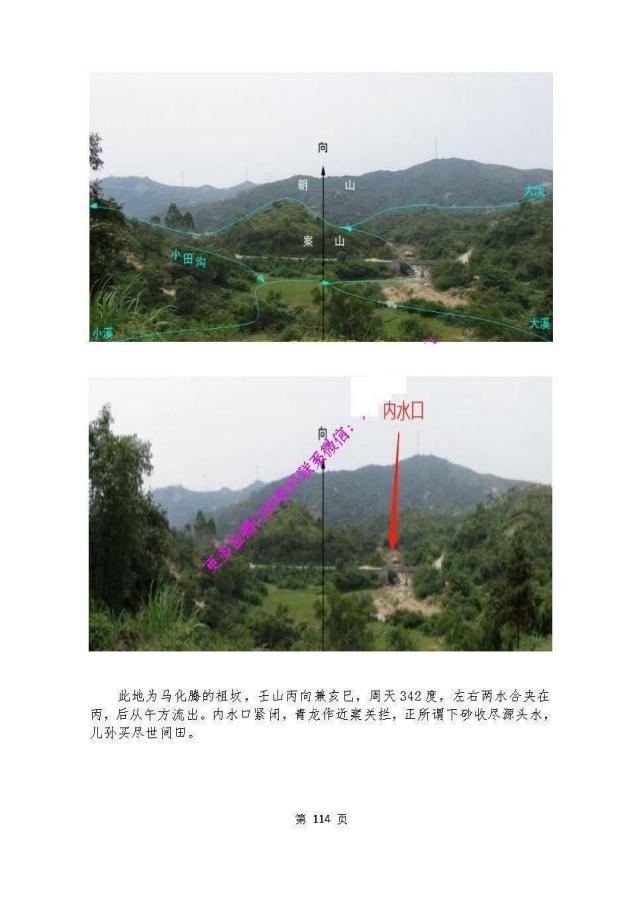 向
朝 山
大溪
案 山
小田沟
小溪
大溪
内水口
向
此地为马化腾的祖坟，壬山丙向兼亥巳，周天 342 度，左右两水合夹在
丙，后从午方流出。内水口紧闭，青龙作近案关拦，正所谓下砂收尽源头水，
儿孙买尽世间田。
第 114 页